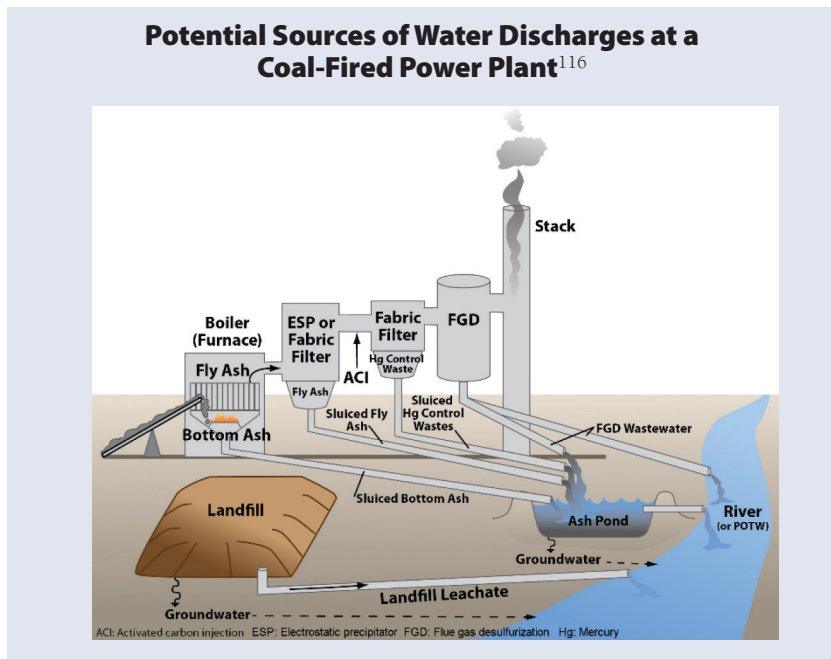 Potential Sources of Water Discharges at a
Coal-Fired Power Plant116
Stack
Boiler
(Furnace)
ESP or
Fabric
Filter
Fabric
Filter
FGD
Fly Ash
Hg Control
Waste
ACI
Fly Ash
Bottom Ash
Sluiced Fly
Ash
Sluiced
Hg Control
Wastes
FGD Wastewater
Sluiced Bottom Ash
Landfill
Ash Pond
River
(or POTW)
Groundwater
Landfill Leachate
Groundwater
ACI: Activated carbon injection ESP: Electrostatic precipitator FGD: Flue gas desulfurization Hg: Mercury